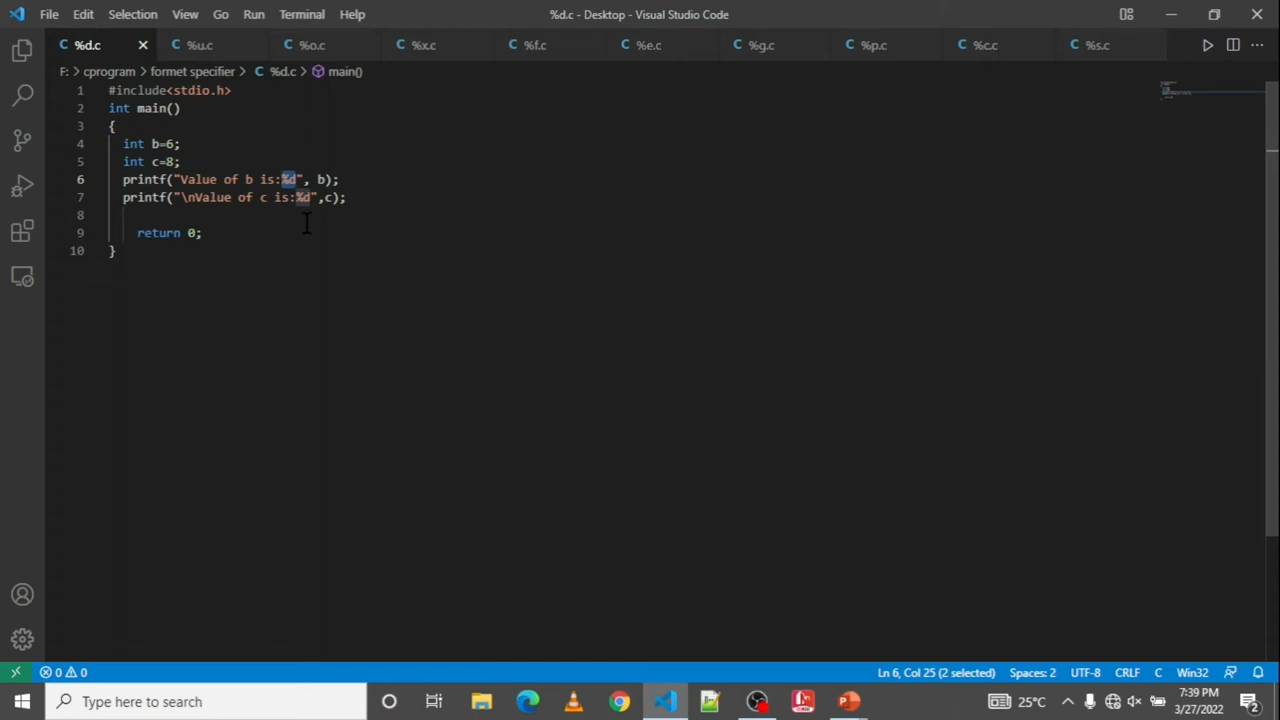 File Edit Selection View Go Run Terminal Help %d.c - Desktop - Visual Studio Code
C %d.c C %u.c C %o.c C %x.c C %f.c C %e.c C %g.c C %p.c C %c.c C %s.c
F: > cprogram > formet specifier > C %d.c > main()
1 #include<stdio.h>
2 int main()
3 {
4 int b=6;
5 int c=8;
6 printf("Value of b is:%d", b);
7 printf("\nValue of c is:%d",c);
8
9 return 0;
10 }
0 0 Ln 6, Col 25 (2 selected) Spaces: 2 UTF-8 CRLF C Win32
Type here to search 25°C 7:39 PM
3/27/2022 2